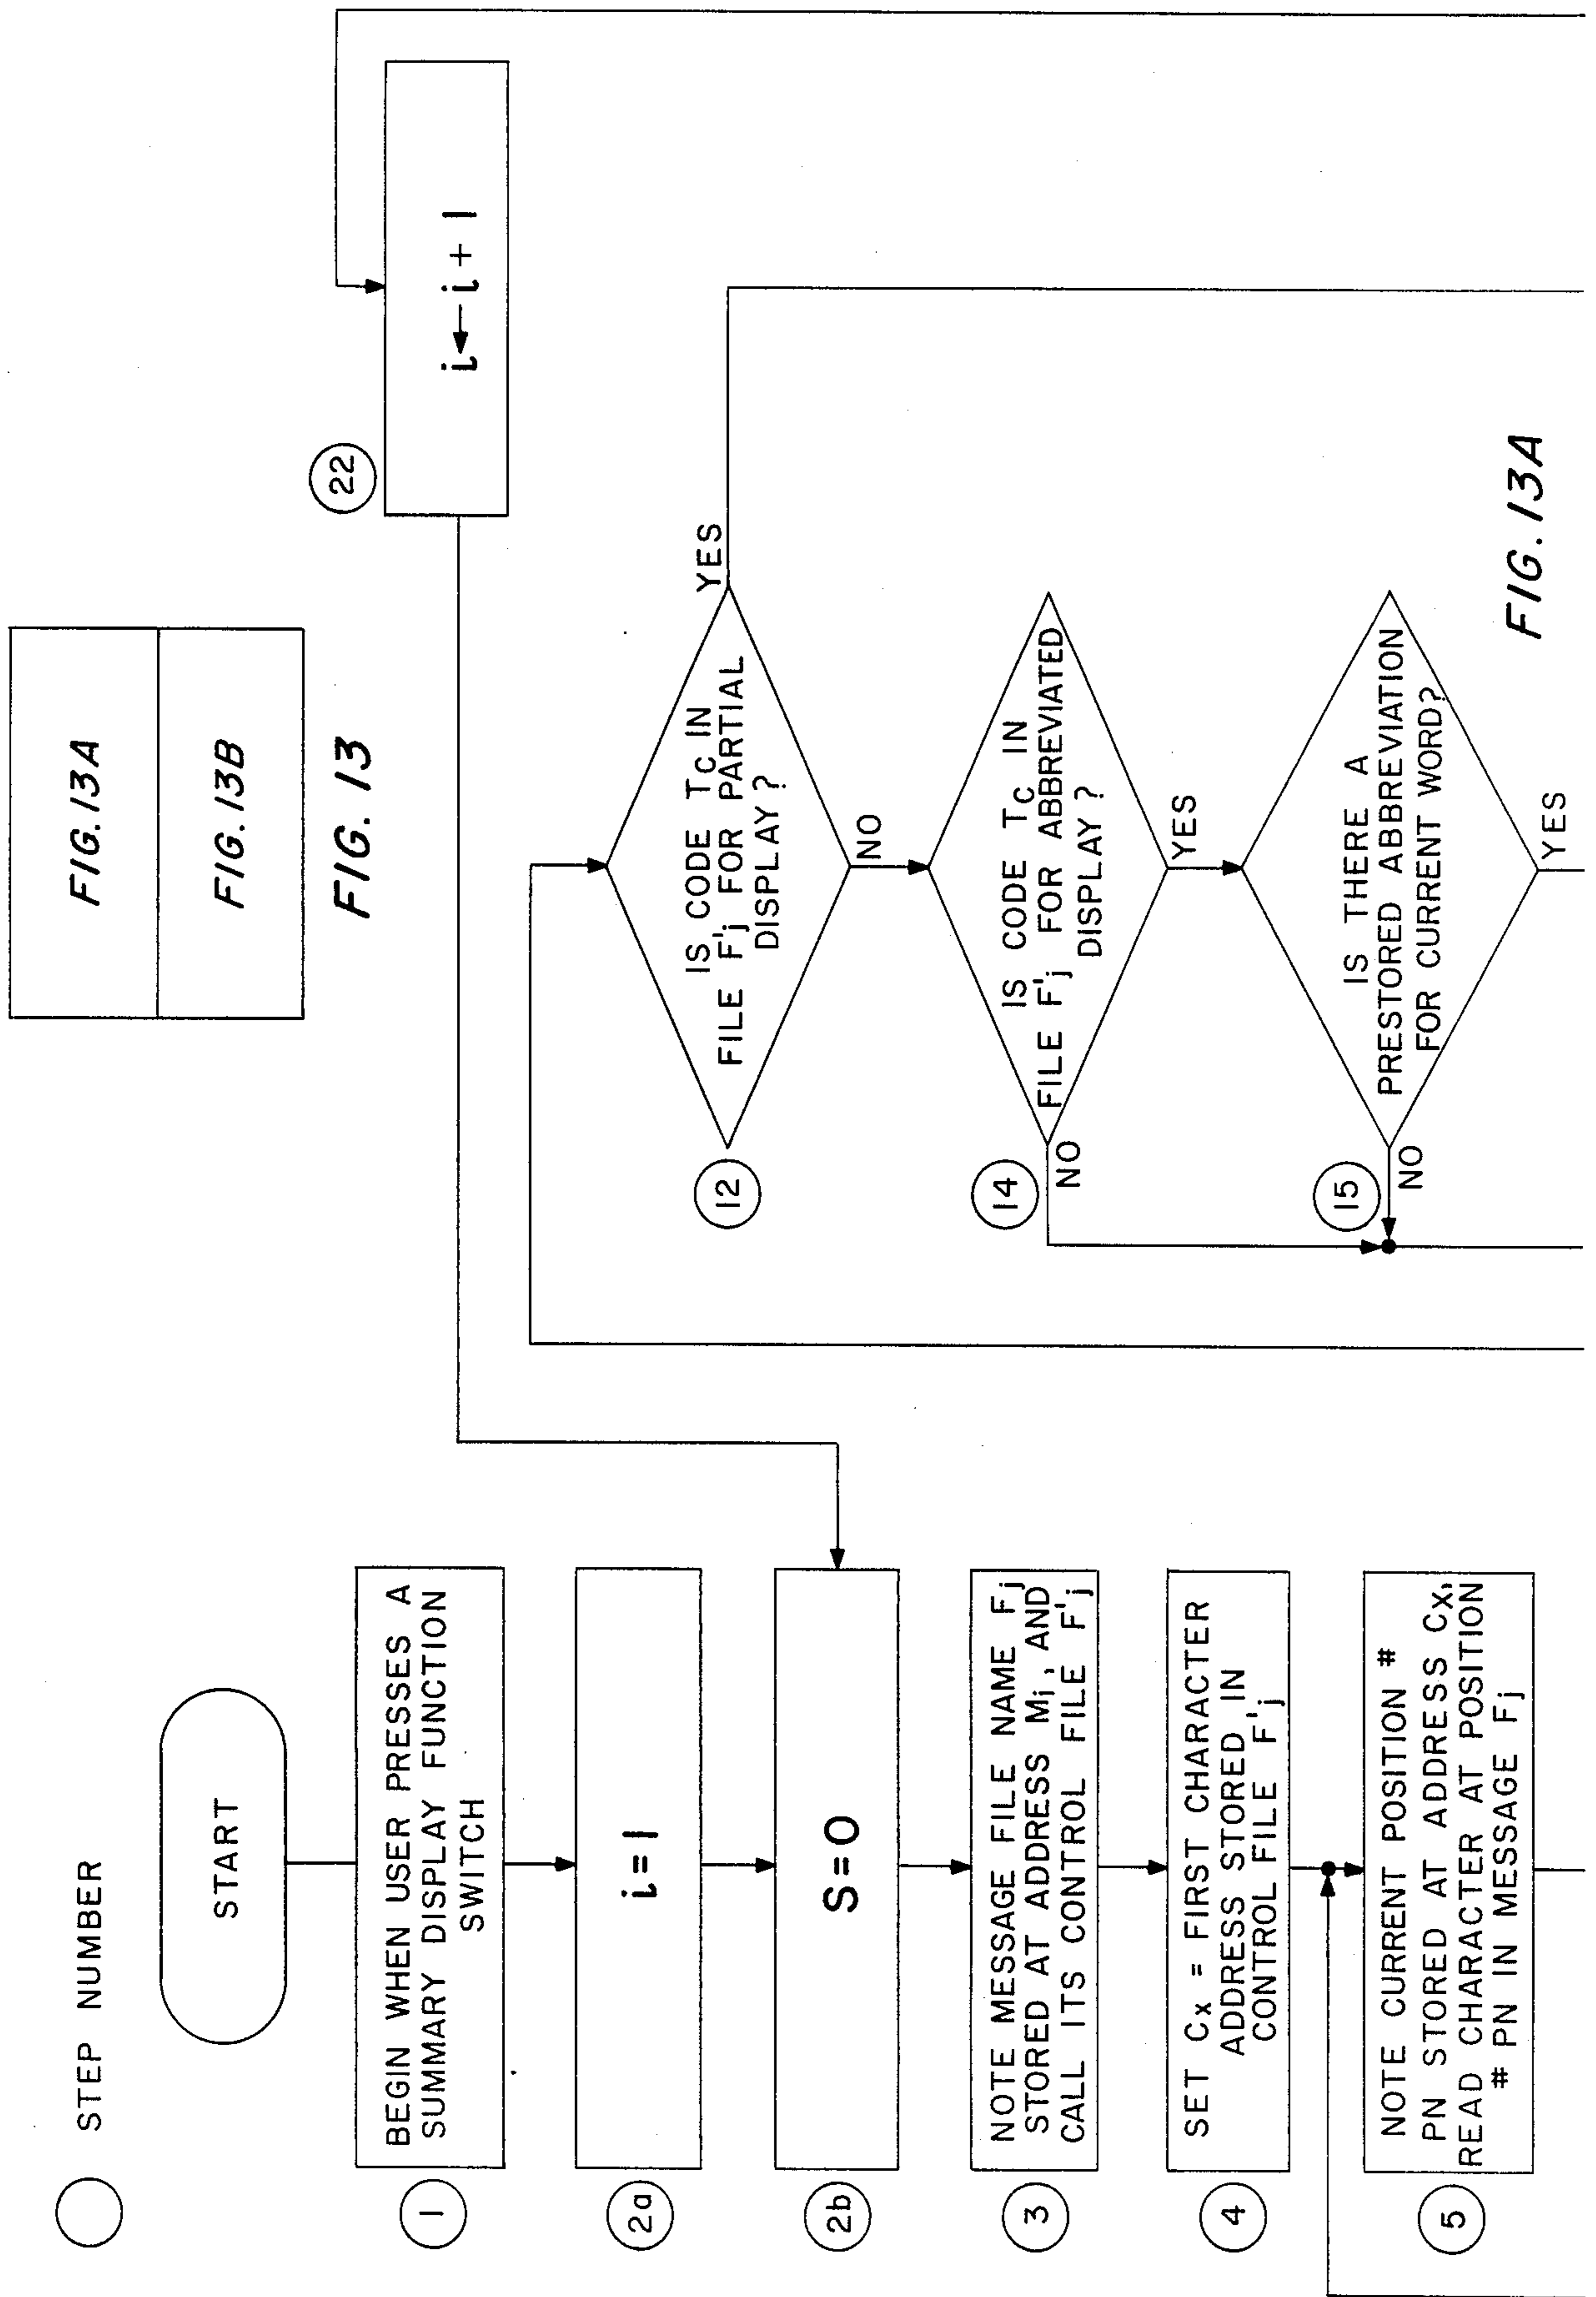 STEP NUMBER
START
1
BEGIN WHEN USER PRESSES A
SUMMARY DISPLAY FUNCTION
SWITCH
2a
i=1
2b
S=0
3
NOTE MESSAGE FILE NAME Fj
STORED AT ADDRESS Mi, AND
CALL ITS CONTROL FILE F'j
4
SET Cx = FIRST CHARACTER
ADDRESS STORED IN
CONTROL FILE F'j
5
NOTE CURRENT POSITION #
PN STORED AT ADDRESS Cx,
READ CHARACTER AT POSITION
# PN IN MESSAGE Fj
FIG.13A
FIG.13B
FIG.13
22
i←i+1
12
IS CODE TC IN
FILE F'j FOR PARTIAL
DISPLAY?
YES
NO
14
IS CODE TC IN
FILE F'j FOR ABBREVIATED
DISPLAY?
NO
YES
15
IS THERE A
PRESTORED ABBREVIATION
FOR CURRENT WORD?
NO
YES
FIG.13A